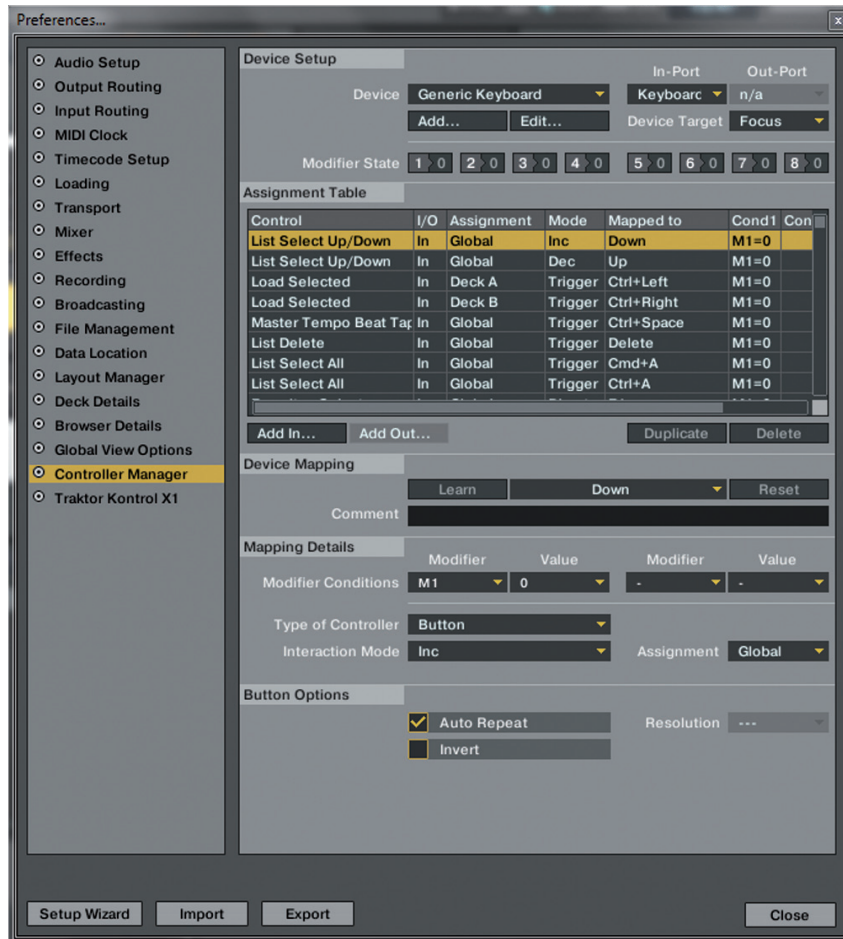 Preferences...
Audio Setup
Output Routing
Input Routing
MIDI Clock
Timecode Setup
Loading
Transport
Mixer
Effects
Recording
Broadcasting
File Management
Data Location
Layout Manager
Deck Details
Browser Details
Global View Options
Controller Manager
Traktor Kontrol X1
Device Setup
In-Port Out-Port
Device Generic Keyboard Keyboarc n/a
Add... Edit... Device Target Focus
Modifier State 1 0 2 0 3 0 4 0 5 0 6 0 7 0 8 0
Assignment Table
Control I/O Assignment Mode Mapped to Cond1 Con
List Select Up/Down In Global Inc Down M1=0
List Select Up/Down In Global Dec Up M1=0
Load Selected In Deck A Trigger Ctrl+Left M1=0
Load Selected In Deck B Trigger Ctrl+Right M1=0
Master Tempo Beat Tap In Global Trigger Ctrl+Space M1=0
List Delete In Global Trigger Delete M1=0
List Select All In Global Trigger Cmd+A M1=0
List Select All In Global Trigger Ctrl+A M1=0
Add In... Add Out... Duplicate Delete
Device Mapping
Learn Down Reset
Comment
Mapping Details
Modifier Value Modifier Value
Modifier Conditions M1 0 - -
Type of Controller Button
Interaction Mode Inc Assignment Global
Button Options
Auto Repeat Resolution ---
Invert
Setup Wizard Import Export Close